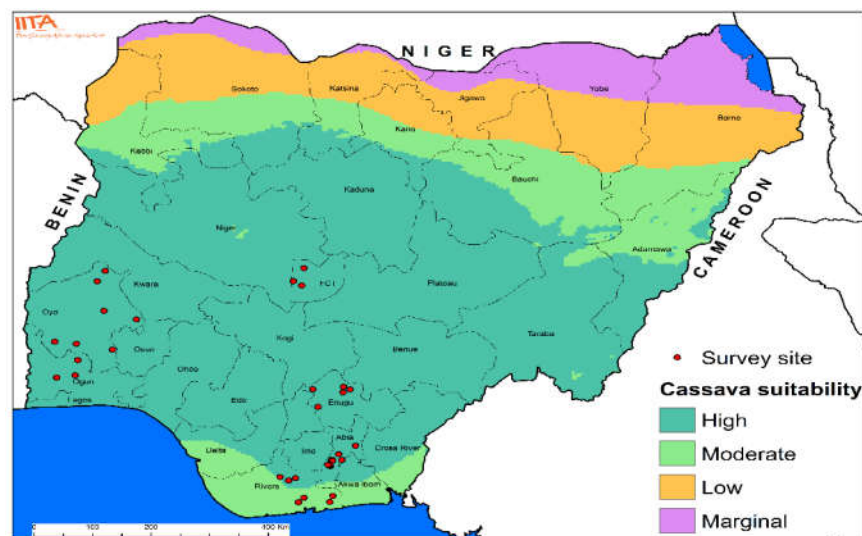 IITA
NIGER
Sokoto
Katsina
Yobe
Jigawa
Borno
Kano
Kebbi
Kaduna
Bauchi
BENIN
Niger
Adamawa
CAMEROON
FCT
Kwara
Plateau
Oyo
Taraba
Kogi
Osun
Benue
Ondo
Ogun
Lagos
Edo
Enugu
Abia
Imo
Cross River
Delta
Rivers
Akwa Ibom
Survey site
Cassava suitability
High
Moderate
Low
Marginal
0 100 200 400 Km